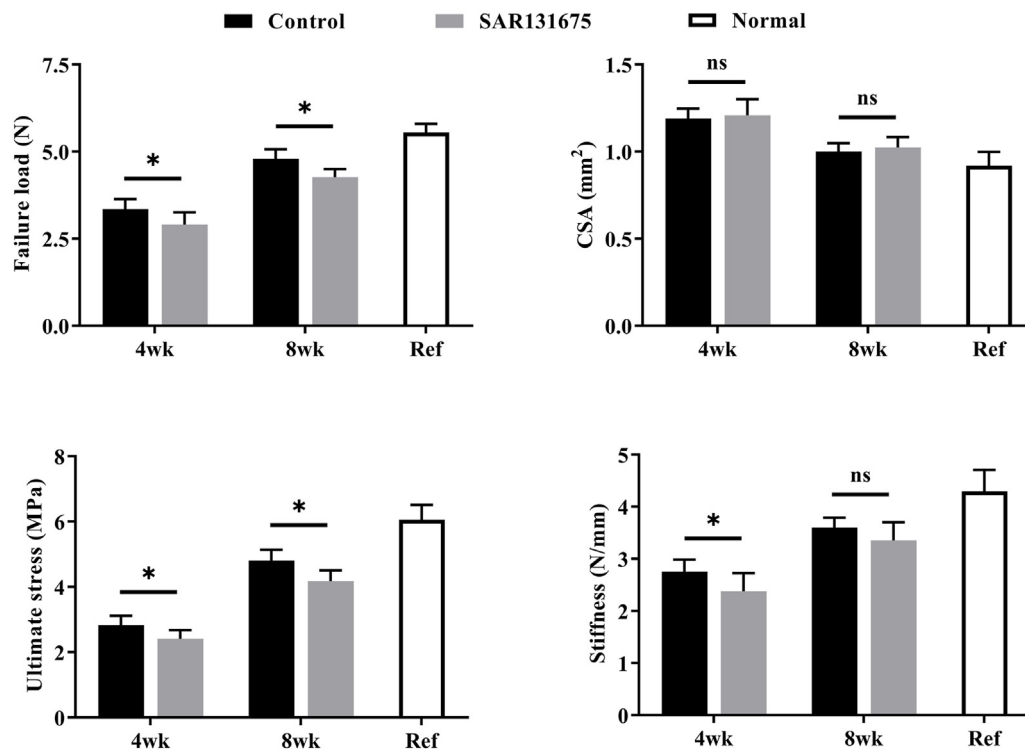 Control SAR131675 Normal
Failure load (N)
7.5
5.0
2.5
0.0
*
*
4wk 8wk Ref
CSA (mm²)
1.5
1.0
0.5
0.0
ns
ns
4wk 8wk Ref
Ultimate stress (MPa)
8
6
4
2
0
*
*
4wk 8wk Ref
Stiffness (N/mm)
5
4
3
2
1
0
*
ns
4wk 8wk Ref